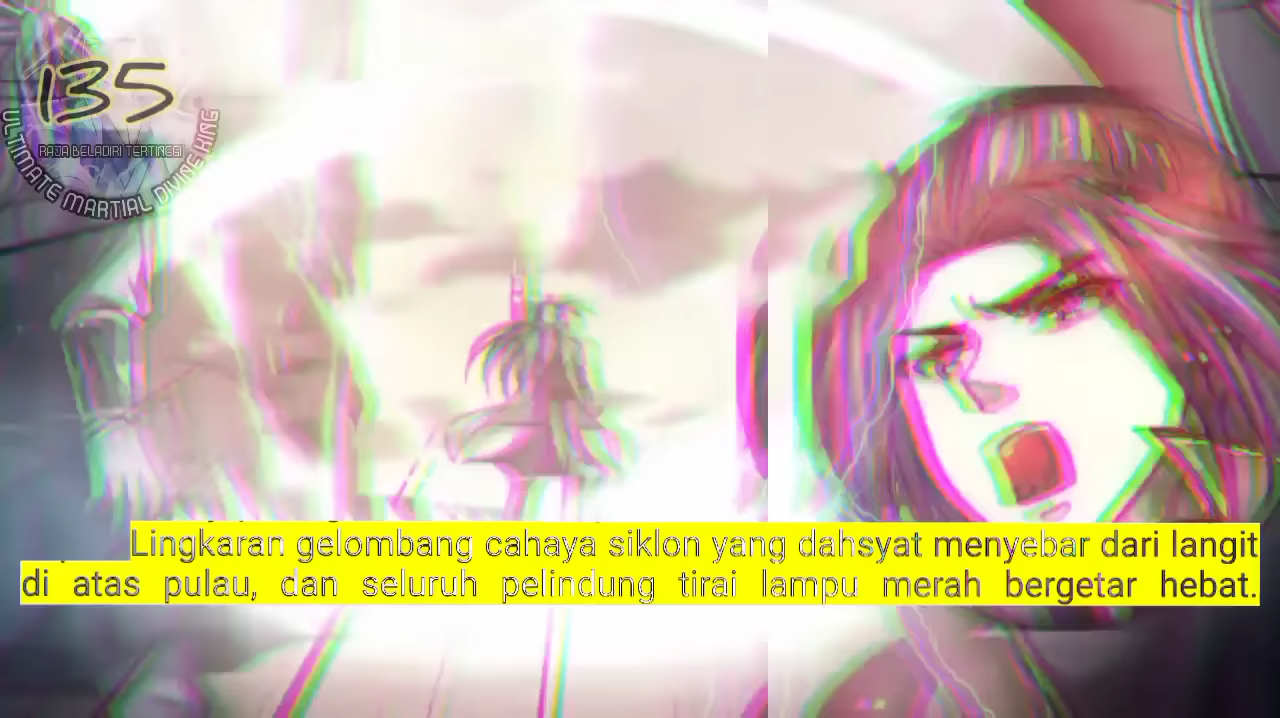 135
RAJA BELADIRI TERTINGGI
ULTIMATE MARTIAL DIVINE KING
Lingkaran gelombang cahaya siklon yang dahsyat menyebar dari langit
di atas pulau, dan seluruh pelindung tirai lampu merah bergetar hebat.